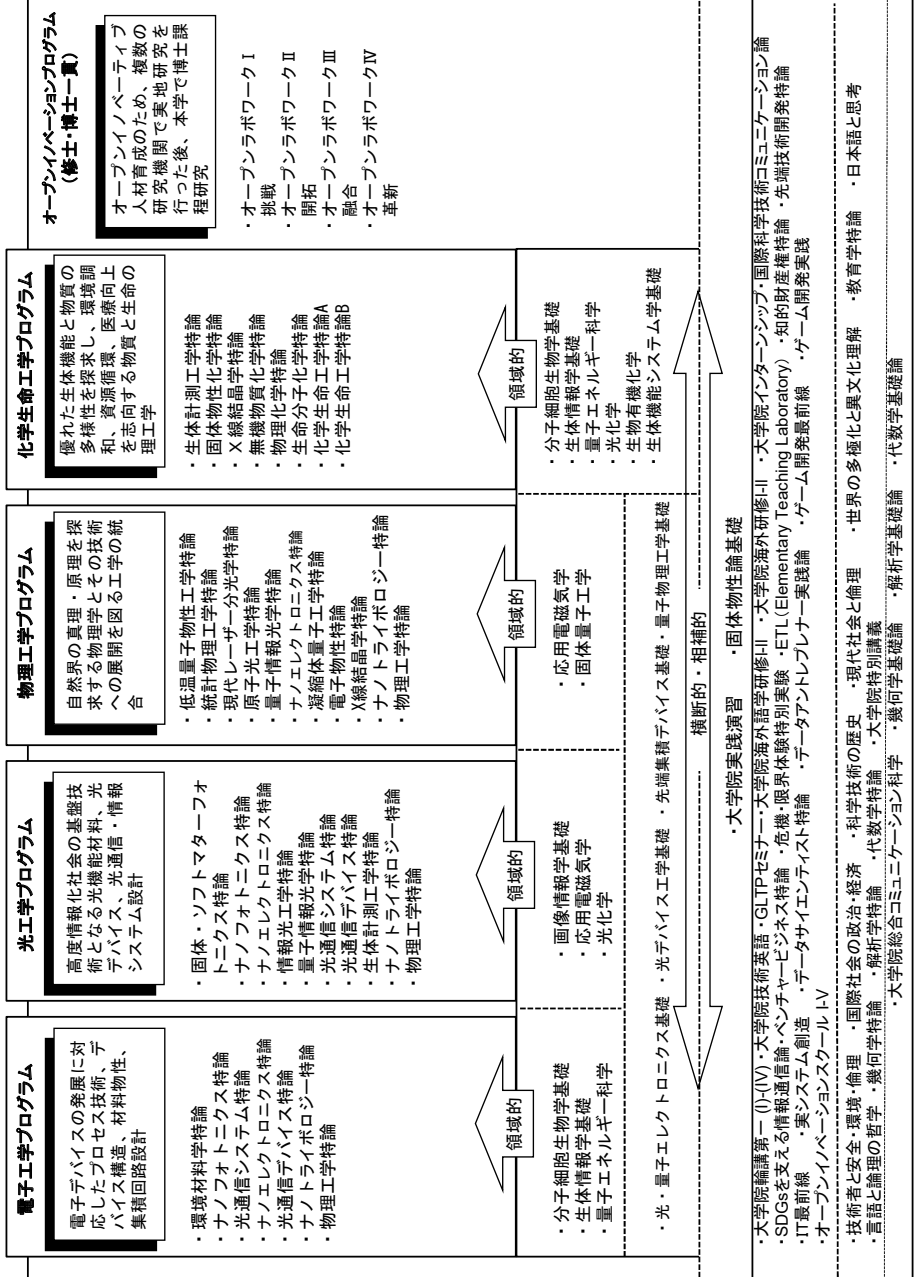 電子工学プログラム
電子デバイスの発展に対
応したプロセス技術、デ
バイス構造、材料物性、
集積回路設計
・環境材料学特論
・ナノフォトニクス特論
・光通信システム特論
・ナノエレクトロニクス特論
・光通信デバイス特論
・ナノトライボロジー特論
・物理工学特論
領域的
・分子細胞生物学基礎
・生体情報学基礎
・量子エネルギー科学
光工学プログラム
高度情報化社会の基盤技
術となる光機能材料、光
デバイス、光通信・情報
システム設計
・固体・ソフトマターフォ
トニクス特論
・ナノフォトニクス特論
・ナノエレクトロニクス特論
・情報光工学特論
・量子情報光学特論
・光通信システム特論
・光通信デバイス特論
・生体計測工学特論
・ナノトライボロジー特論
・物理工学特論
領域的
・画像情報学基礎
・応用電磁気学
・光化学
物理工学プログラム
自然界の真理・原理を探
求する物理学とその技術
への展開を図る工学の統
合
・低温量子物性工学特論
・統計物理工学特論
・現代レーザー分光学特論
・原子光工学特論
・量子情報光学特論
・ナノエレクトロニクス特論
・凝縮体量子工学特論
・電子物性特論
・X線結晶学特論
・ナノトライボロジー特論
・物理工学特論
領域的
・応用電磁気学
・固体量子工学
化学生命工学プログラム
優れた生体機能と物質の
多様性を探求し、環境調
和、資源循環、医療向上
を志向する物質と生命の
理工学
・生体計測工学特論
・固体物性化学特論
・X線結晶学特論
・無機物質化学特論
・物理化学特論
・生命分子化学特論
・化学生命工学特論A
・化学生命工学特論B
領域的
・分子細胞生物学基礎
・生体情報学基礎
・量子エネルギー科学
・光化学
・生物有機化学
・生体機能システム学基礎
オープンイノベーションプログラム
(修士・博士一貫)
オープンイノベーティブ
人材育成のため、複数の
研究機関で実地研究を
行った後、本学で博士課
程研究
・オープンラボワークⅠ
挑戦
・オープンラボワークⅡ
開拓
・オープンラボワークⅢ
融合
・オープンラボワークⅣ
革新
・光・量子エレクトロニクス基礎 ・光デバイス工学基礎 ・先端集積デバイス基礎・量子物理工学基礎
横断的・相補的
・大学院実践演習 ・固体物性論基礎
・大学院輪講第一 (I)-(IV) ・大学院技術英語・GLTPセミナー・大学院海外語学研修I-II ・大学院海外研修I-II ・大学院インターンシップ・国際科学技術コミュニケーション論
・SDGsを支える情報通信論・ベンチャービジネス特論 ・危機・限界体験特別実験 ・ETL(Elementary Teaching Laboratory) ・知的財産権特論 ・先端技術開発特論
・IT最前線 ・実システム創造 ・データサイエンティスト特論 ・データアントレプレナー実践論 ・ゲーム開発最前線 ・ゲーム開発実践
・オープンイノベーションスクール I-V
・技術者と安全・環境・倫理 ・国際社会の政治・経済 ・科学技術の歴史 ・現代社会と倫理 ・世界の多極化と異文化理解 ・教育学特論 ・日本語と思考
・言語と論理の哲学 ・幾何学特論 ・解析学特論 ・代数学特論 ・大学院特別講義
・大学院総合コミュニケーション科学 ・幾何学基礎論 ・解析学基礎論 ・代数学基礎論